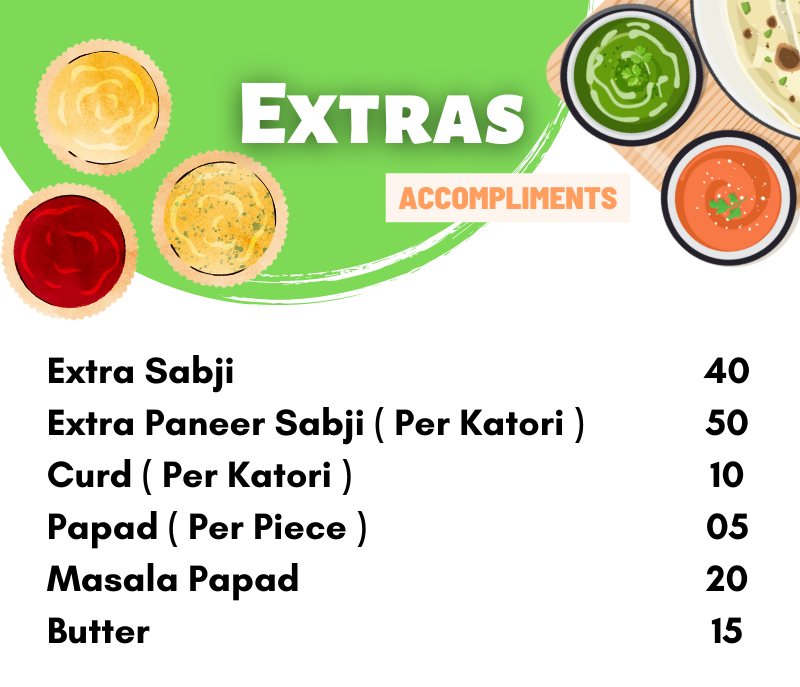 Extras
ACCOMPLIMENTS
Extra Sabji 40
Extra Paneer Sabji ( Per Katori ) 50
Curd ( Per Katori ) 10
Papad ( Per Piece ) 05
Masala Papad 20
Butter 15